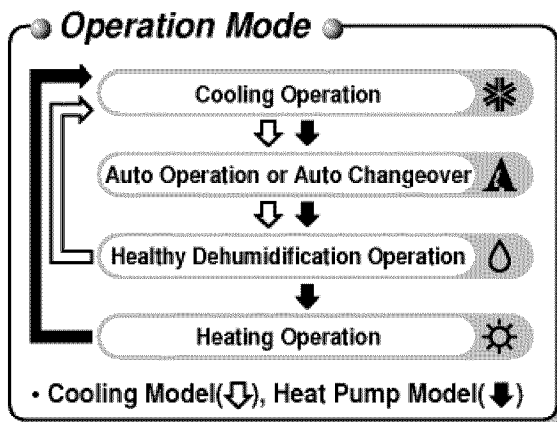 Operation Mode
Cooling Operation
Auto Operation or Auto Changeover
Healthy Dehumidification Operation
Heating Operation
• Cooling Model(⇩), Heat Pump Model(⬇)